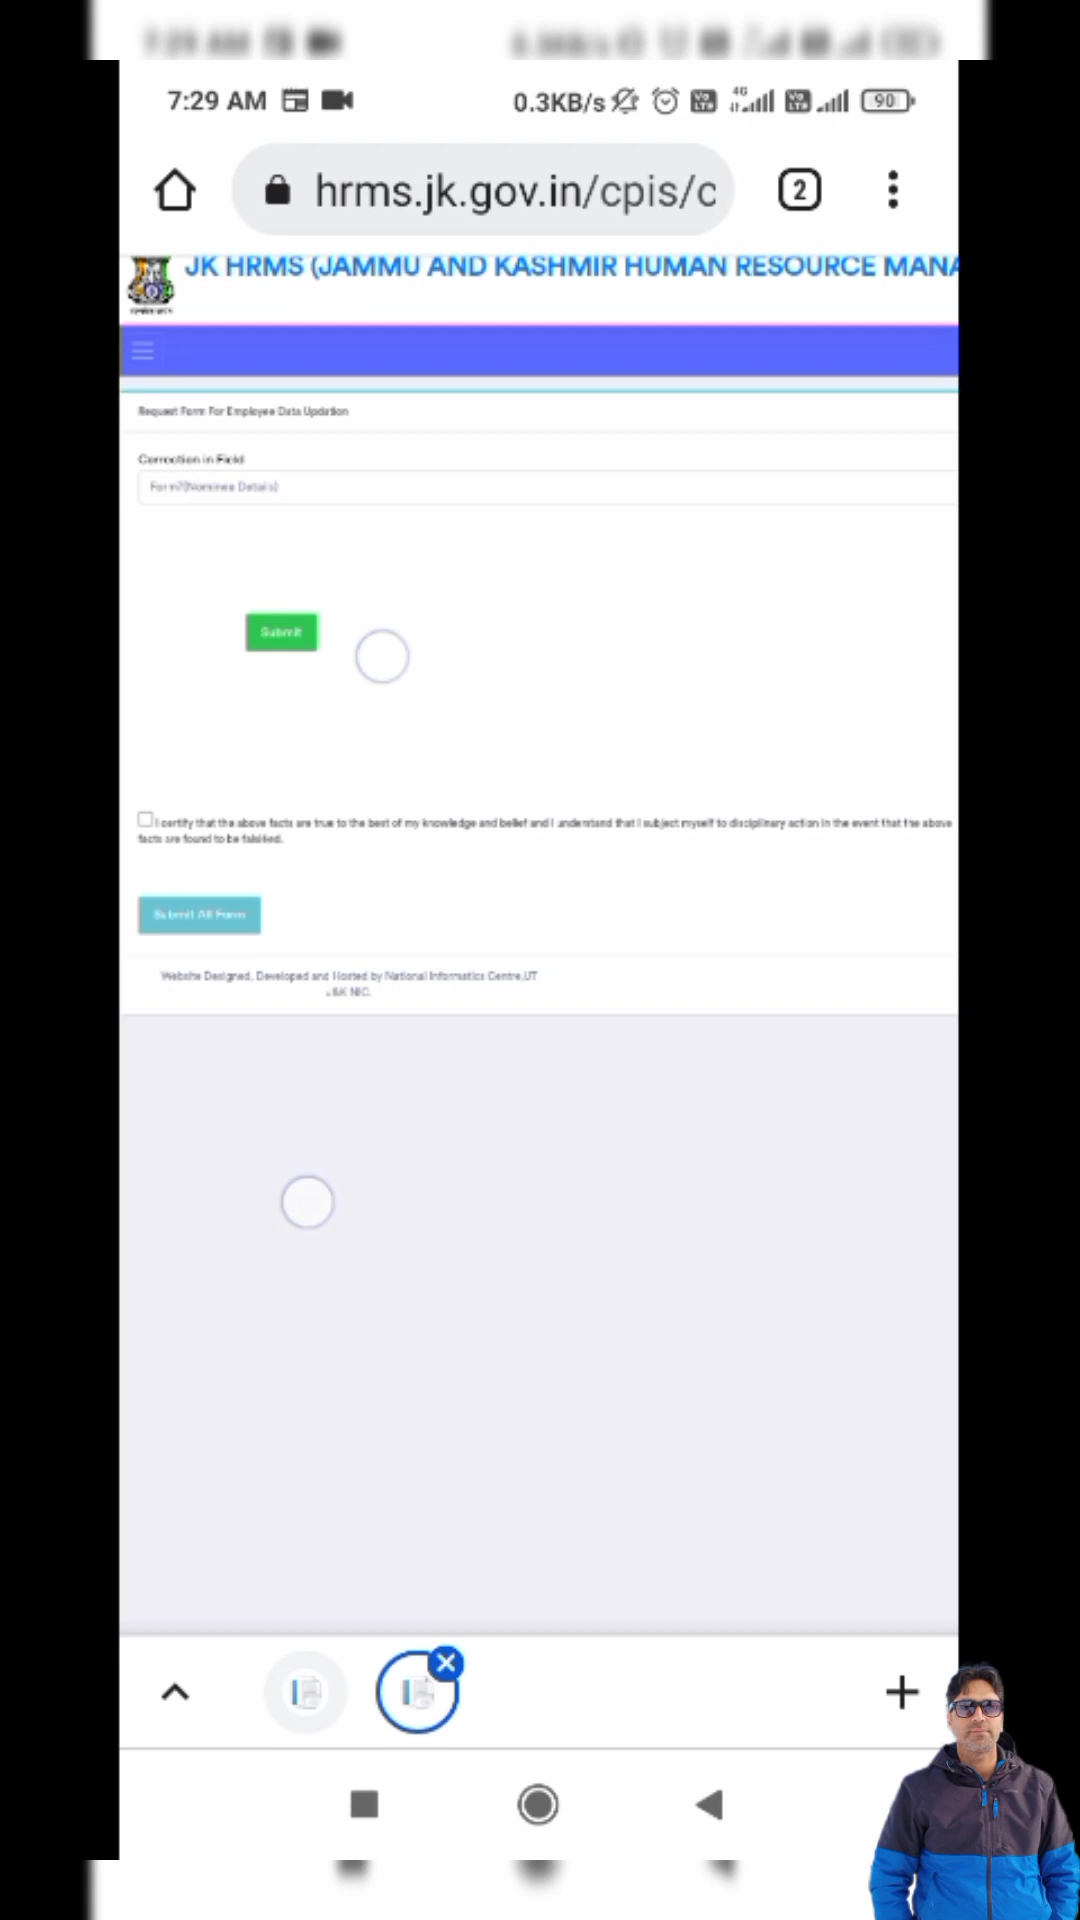 7:29 AM
0.3KB/s
4G
90
hrms.jk.gov.in/cpis/c
2
JK HRMS (JAMMU AND KASHMIR HUMAN RESOURCE MANA
Request Form For Employee Data Updation
Correction in Field
Form7(Nominee Details)
Submit
I certify that the above facts are true to the best of my knowledge and belief and I understand that I subject myself to disciplinary action in the event that the above
facts are found to be falsified.
Submit All Form
Website Designed, Developed and Hosted by National Informatics Centre,UT
J&K NIC.